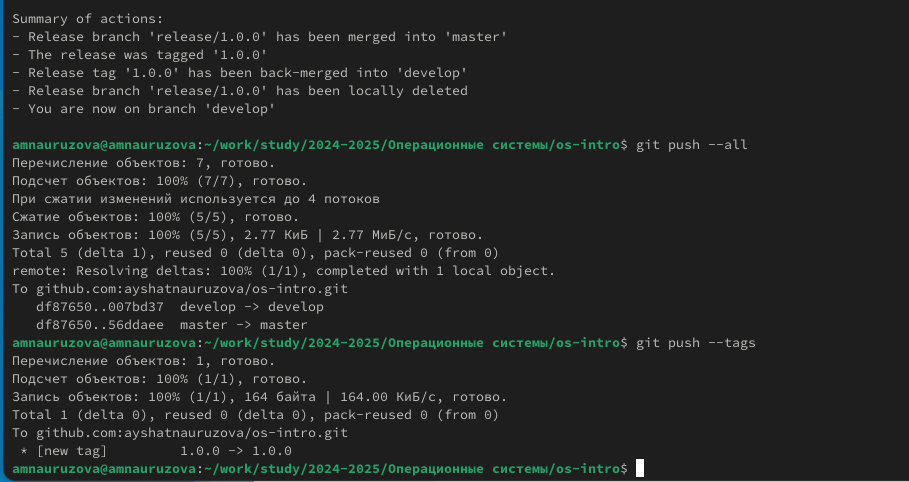 Summary of actions:
- Release branch 'release/1.0.0' has been merged into 'master'
- The release was tagged '1.0.0'
- Release tag '1.0.0' has been back-merged into 'develop'
- Release branch 'release/1.0.0' has been locally deleted
- You are now on branch 'develop'

amnauruzova@amnauruzova:~/work/study/2024-2025/Операционные системы/os-intro$ git push --all
Перечисление объектов: 7, готово.
Подсчет объектов: 100% (7/7), готово.
При сжатии изменений используется до 4 потоков
Сжатие объектов: 100% (5/5), готово.
Запись объектов: 100% (5/5), 2.77 КиБ | 2.77 МиБ/с, готово.
Total 5 (delta 1), reused 0 (delta 0), pack-reused 0 (from 0)
remote: Resolving deltas: 100% (1/1), completed with 1 local object.
To github.com:ayshatnauruzova/os-intro.git
   df87650..007bd37  develop -> develop
   df87650..56ddaee  master -> master
amnauruzova@amnauruzova:~/work/study/2024-2025/Операционные системы/os-intro$ git push --tags
Перечисление объектов: 1, готово.
Подсчет объектов: 100% (1/1), готово.
Запись объектов: 100% (1/1), 164 байта | 164.00 КиБ/с, готово.
Total 1 (delta 0), reused 0 (delta 0), pack-reused 0 (from 0)
To github.com:ayshatnauruzova/os-intro.git
 * [new tag]         1.0.0 -> 1.0.0
amnauruzova@amnauruzova:~/work/study/2024-2025/Операционные системы/os-intro$